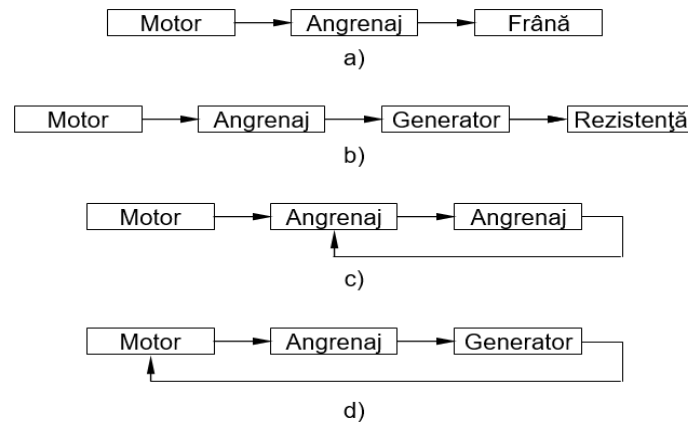 Motor Angrenaj Frână
a)
Motor Angrenaj Generator Rezistenţă
b)
Motor Angrenaj Angrenaj
c)
Motor Angrenaj Generator
d)